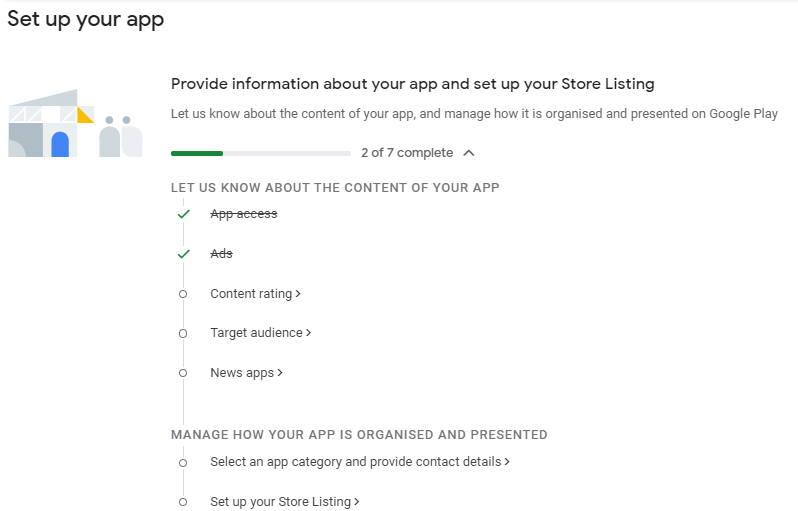 Set up your app
Provide information about your app and set up your Store Listing
Let us know about the content of your app, and manage how it is organised and presented on Google Play
2 of 7 complete
LET US KNOW ABOUT THE CONTENT OF YOUR APP
App access
Ads
Content rating
Target audience
News apps
MANAGE HOW YOUR APP IS ORGANISED AND PRESENTED
Select an app category and provide contact details
Set up your Store Listing